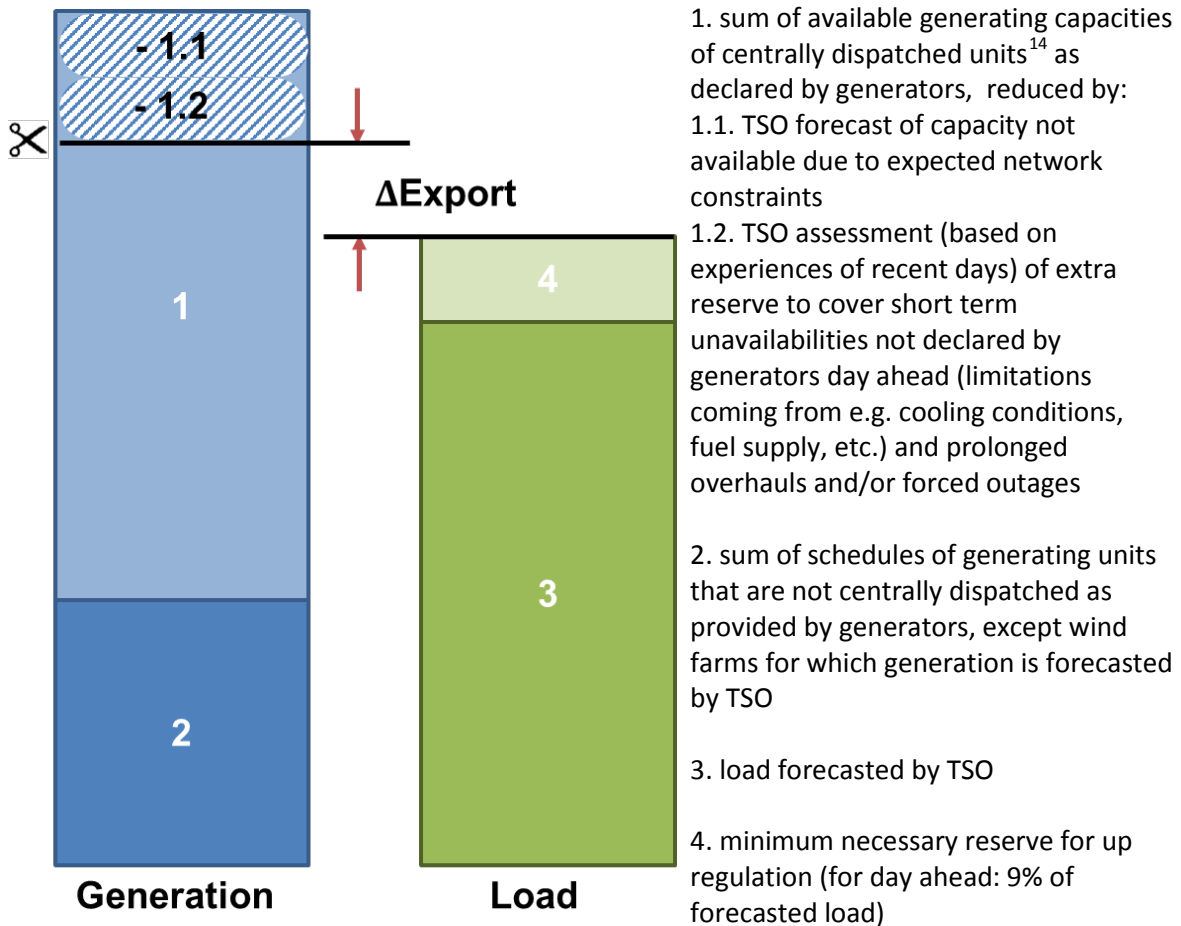 - 1.1
- 1.2
ΔExport
1
4
3
2
Generation
Load
1. sum of available generating capacities
of centrally dispatched units14 as
declared by generators, reduced by:
1.1. TSO forecast of capacity not
available due to expected network
constraints
1.2. TSO assessment (based on
experiences of recent days) of extra
reserve to cover short term
unavailabilities not declared by
generators day ahead (limitations
coming from e.g. cooling conditions,
fuel supply, etc.) and prolonged
overhauls and/or forced outages
2. sum of schedules of generating units
that are not centrally dispatched as
provided by generators, except wind
farms for which generation is forecasted
by TSO
3. load forecasted by TSO
4. minimum necessary reserve for up
regulation (for day ahead: 9% of
forecasted load)